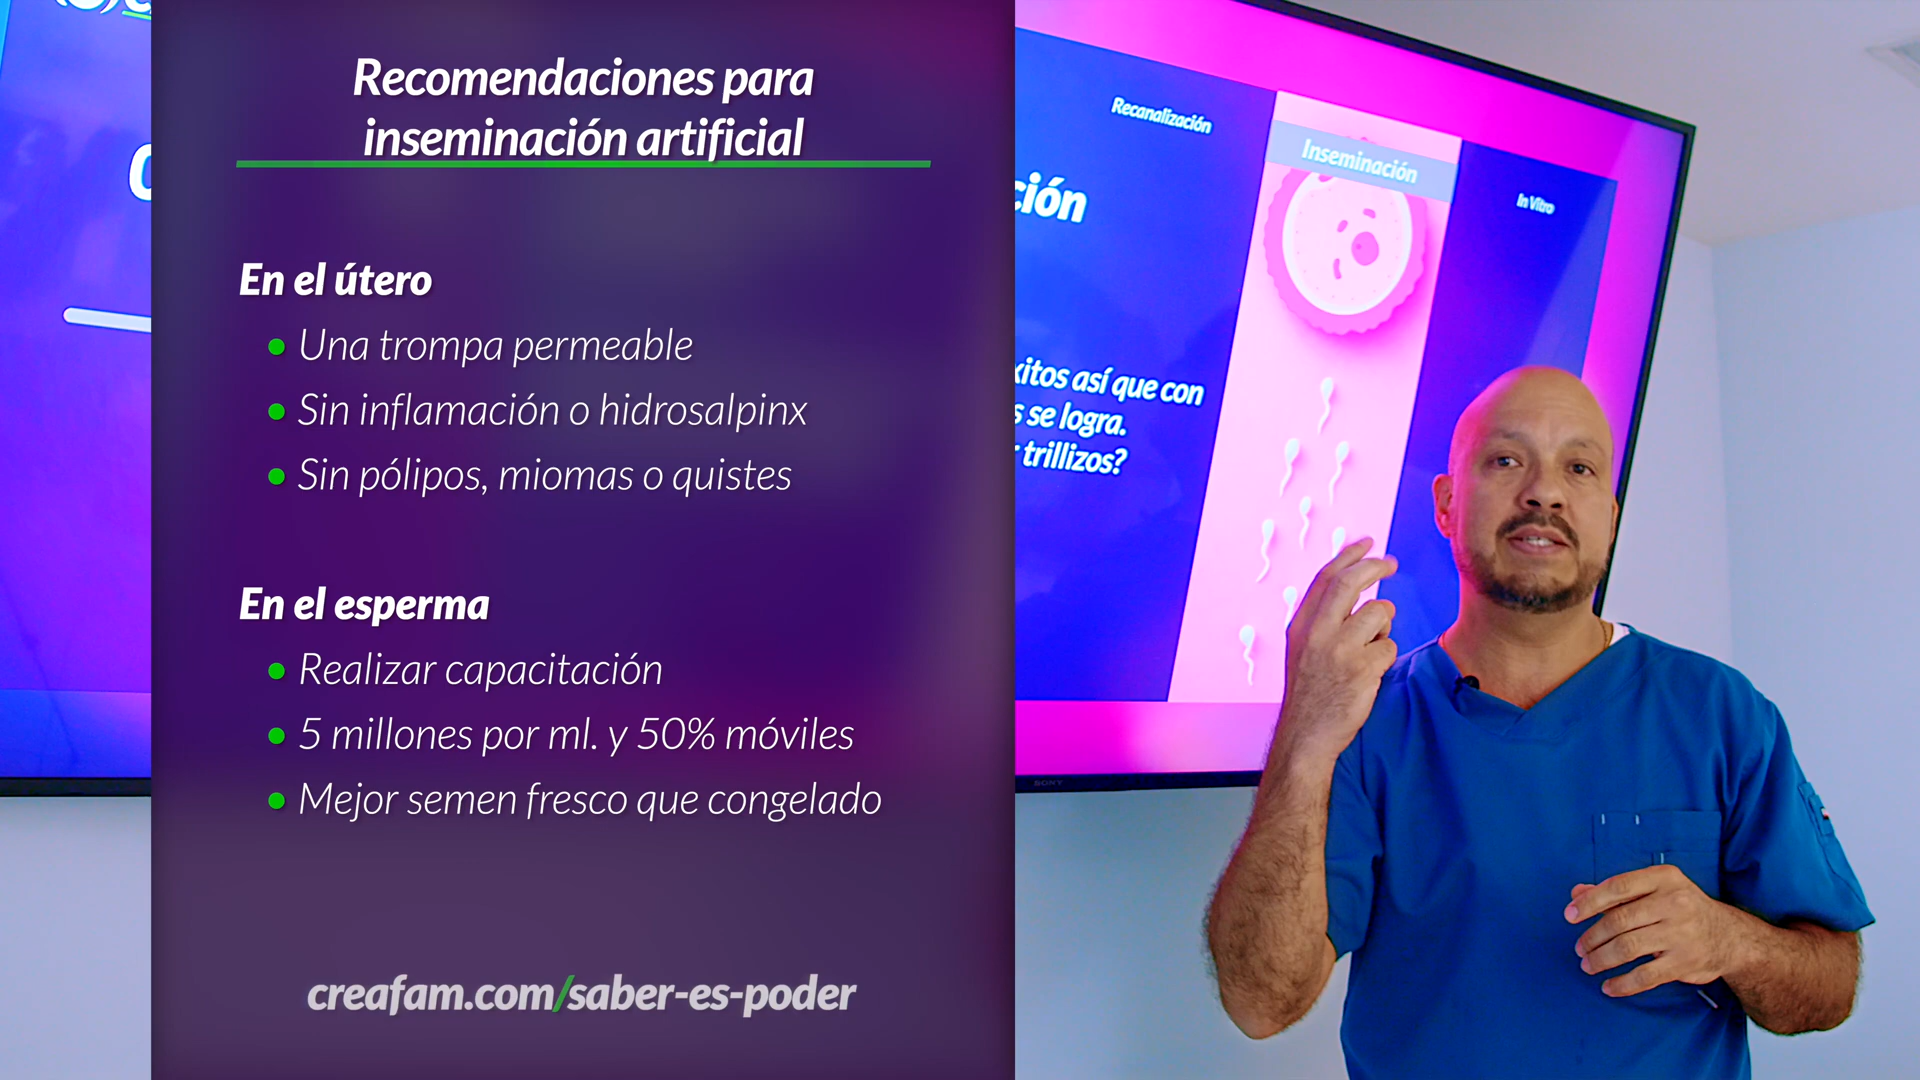 Recomendaciones para
inseminación artificial
En el útero
Una trompa permeable
Sin inflamación o hidrosalpinx
Sin pólipos, miomas o quistes
En el esperma
Realizar capacitación
5 millones por ml. y 50% móviles
Mejor semen fresco que congelado
creafam.com/saber-es-poder
Recanalización
Inseminación
In Vitro
ción
xitos así que con
s se logra.
trillizos?
SONY